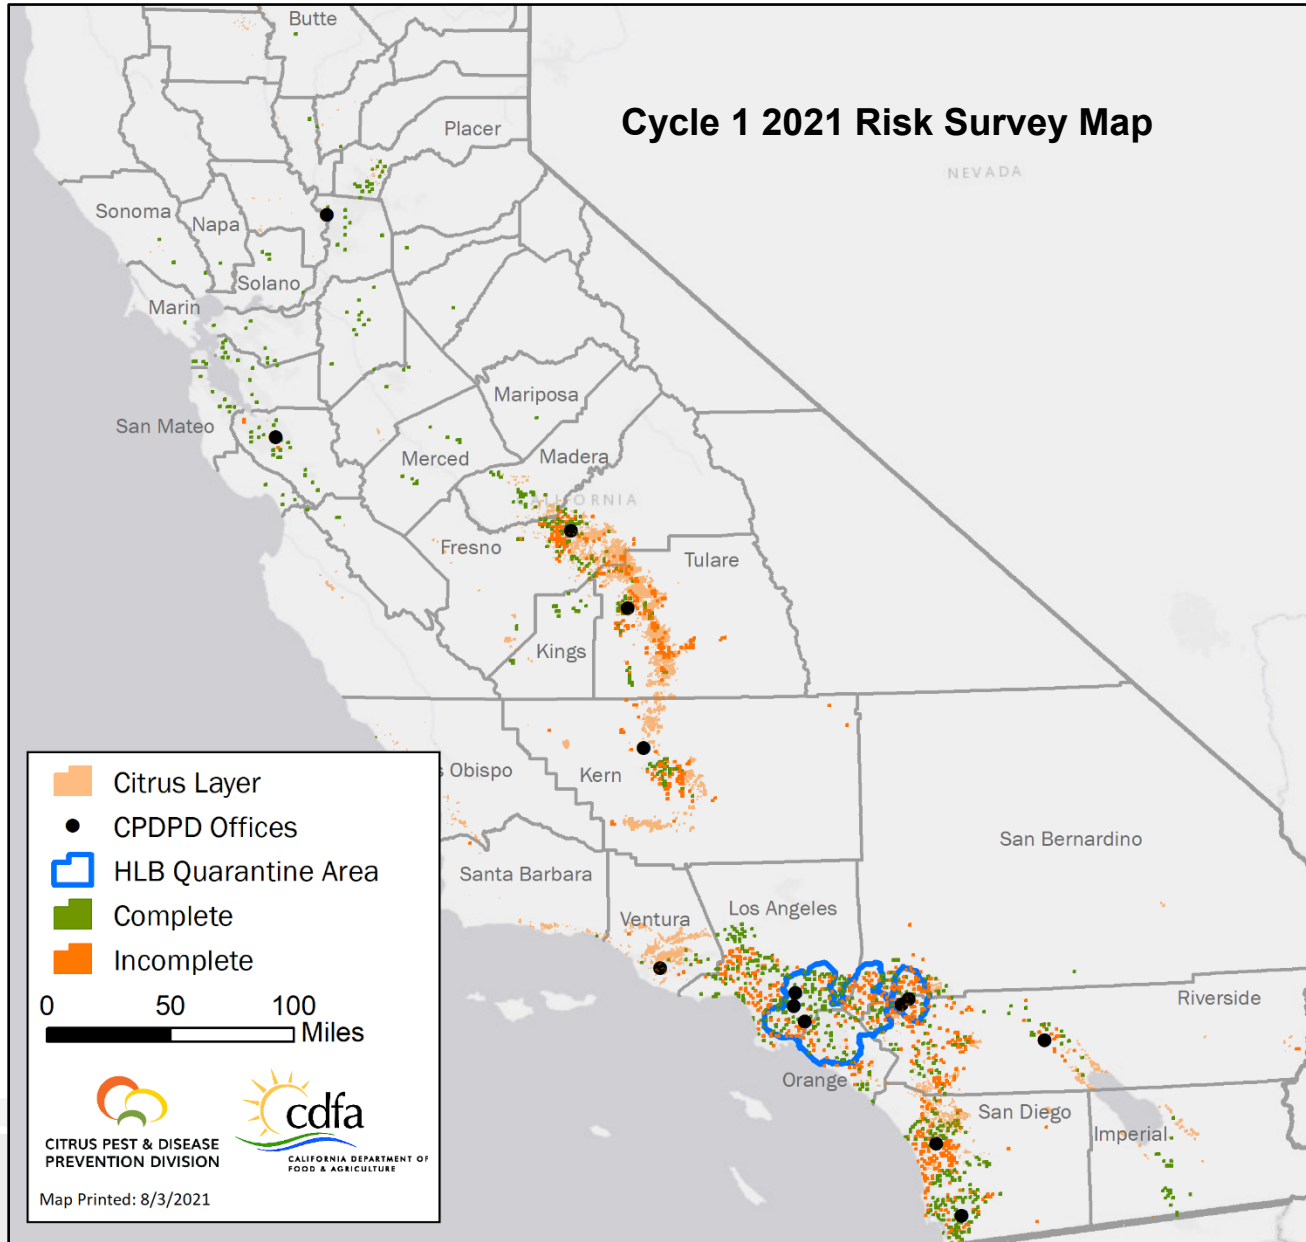 Cycle 1 2021 Risk Survey Map
Butte
Placer
NEVADA
Sonoma
Napa
Solano
Marin
San Mateo
Mariposa
Merced
Madera
ALIFORNIA
Fresno
Tulare
Kings
Kern
s Obispo
San Bernardino
Santa Barbara
Ventura
Los Angeles
Riverside
Orange
San Diego
Imperial
Citrus Layer
CPDPD Offices
HLB Quarantine Area
Complete
Incomplete
0 50 100
Miles
CITRUS PEST & DISEASE
PREVENTION DIVISION
cdfa
CALIFORNIA DEPARTMENT OF
FOOD & AGRICULTURE
Map Printed: 8/3/2021